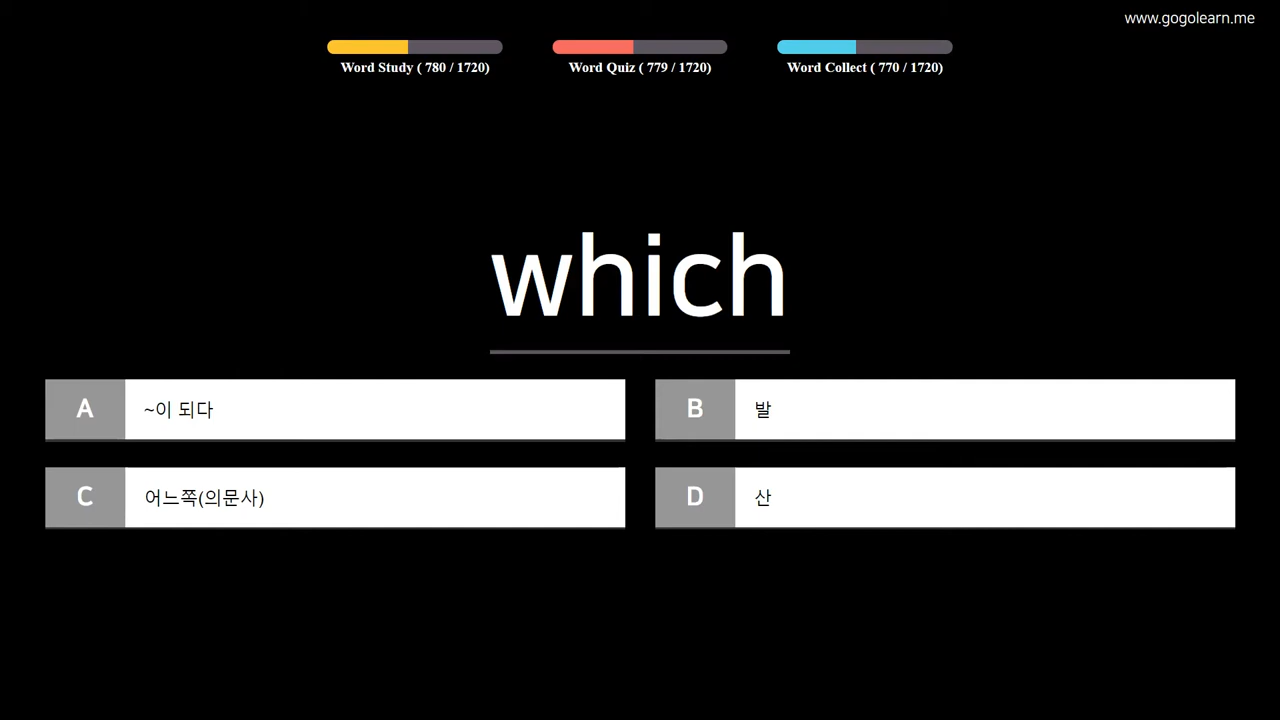 www.gogolearn.me
Word Study ( 780 / 1720)
Word Quiz ( 779 / 1720)
Word Collect ( 770 / 1720)
which
A ~이 되다
B 발
C 어느쪽(의문사)
D 산